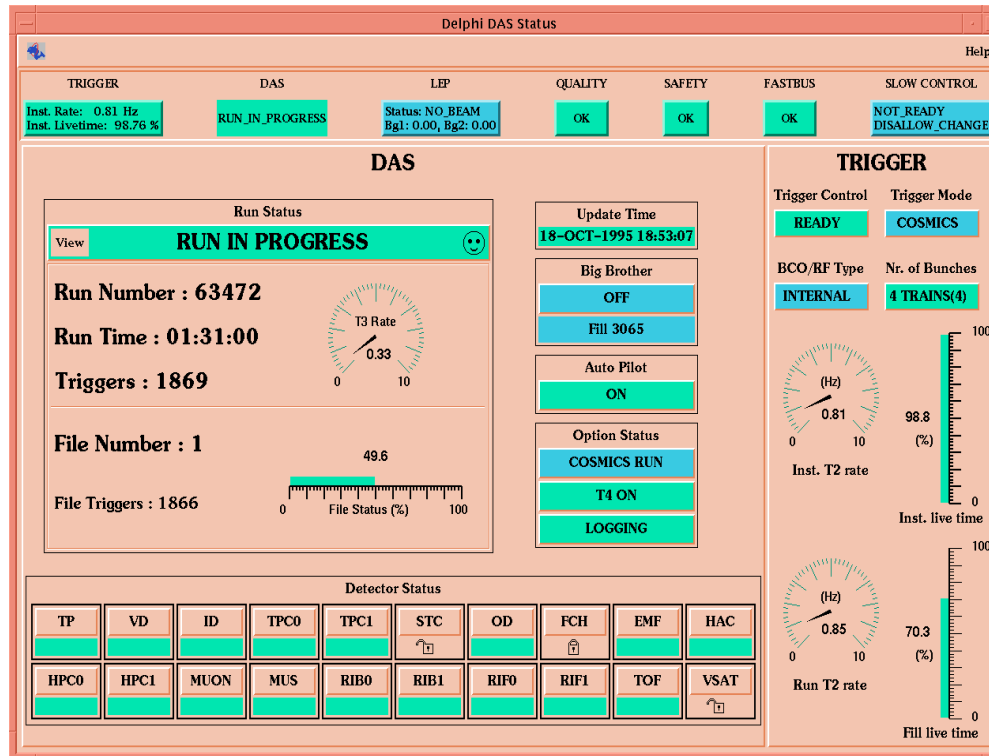 Delphi DAS Status
Help
TRIGGER DAS LEP QUALITY SAFETY FASTBUS SLOW CONTROL
Inst. Rate: 0.81 Hz
Inst. Livetime: 98.76 %
RUN_IN_PROGRESS
Status: NO_BEAM
Bg1: 0.00, Bg2: 0.00
OK
OK
OK
NOT_READY
DISALLOW_CHANGE
DAS
Run Status
View
RUN IN PROGRESS
Run Number : 63472
Run Time : 01:31:00
Triggers : 1869
T3 Rate
0.33
0 10
File Number : 1
File Triggers : 1866
49.6
0 File Status (%) 100
Update Time
18-OCT-1995 18:53:07
Big Brother
OFF
Fill 3065
Auto Pilot
ON
Option Status
COSMICS RUN
T4 ON
LOGGING
Detector Status
TP VD ID TPC0 TPC1 STC OD FCH EMF HAC
HPC0 HPC1 MUON MUS RIB0 RIB1 RIF0 RIF1 TOF VSAT
TRIGGER
Trigger Control Trigger Mode
READY COSMICS
BCO/RF Type Nr. of Bunches
INTERNAL 4 TRAINS(4)
(Hz)
0.81
0 10
Inst. T2 rate
100
98.8
(%)
0
Inst. live time
(Hz)
0.85
0 10
Run T2 rate
100
70.3
(%)
0
Fill live time